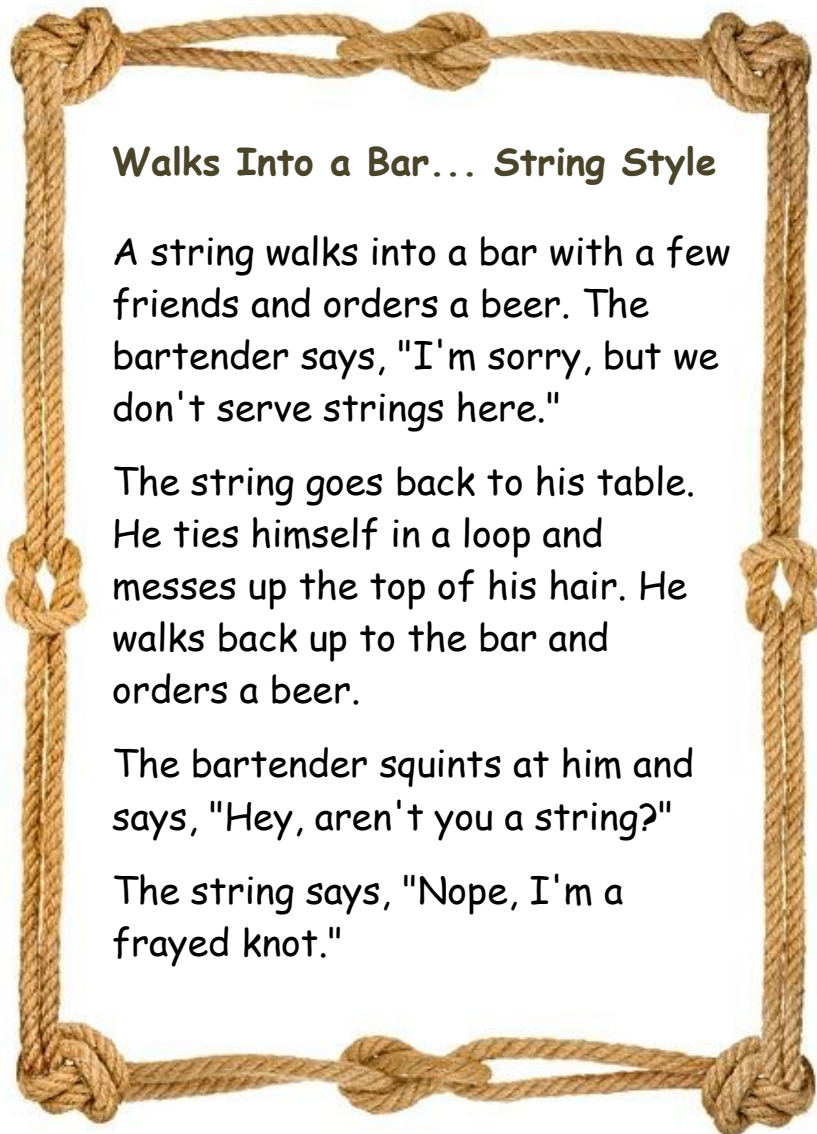 Walks Into a Bar... String Style
A string walks into a bar with a few
friends and orders a beer. The
bartender says, "I'm sorry, but we
don't serve strings here."
The string goes back to his table.
He ties himself in a loop and
messes up the top of his hair. He
walks back up to the bar and
orders a beer.
The bartender squints at him and
says, "Hey, aren't you a string?"
The string says, "Nope, I'm a
frayed knot."